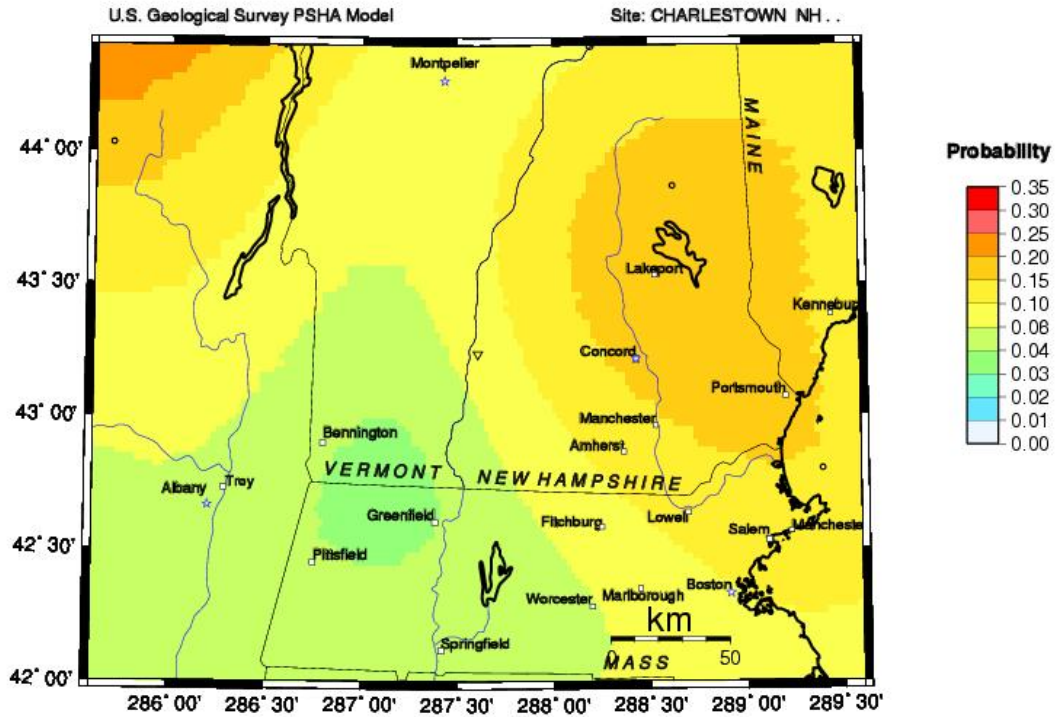 U.S. Geological Survey PSHA Model
Site: CHARLESTOWN NH . .
Montpelier
MAINE
44° 00'
Probability
0.35
0.30
0.25
0.20
0.15
0.10
0.08
0.04
0.03
0.02
0.01
0.00
43° 30'
Lakeport
Kennebun
Concord
Portsmouth
43° 00'
Manchester
Bennington
Amherst
VERMONT
NEW HAMPSHIRE
Albany
Troy
Greenfield
Fitchburg
Lowell
Salem
Mancheste
42° 30'
Pittsfield
Worcester
Marlborough
Boston
km
0
50
Springfield
MASS
42° 00'
286° 00'
286° 30'
287° 00'
287° 30'
288° 00'
288° 30'
289° 00'
289° 30'